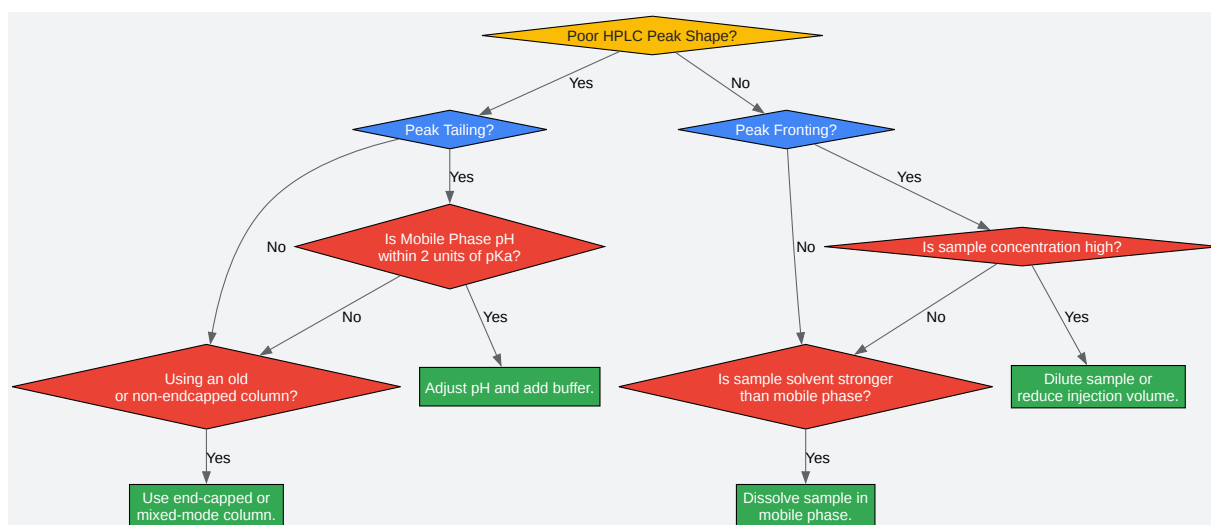 Poor HPLC Peak Shape?
Yes
No
Peak Tailing?
Peak Fronting?
Yes
Yes
Is Mobile Phase pH
within 2 units of pKa?
No
No
Is sample concentration high?
No
Yes
No
Yes
Using an old
or non-endcapped column?
Adjust pH and add buffer.
Is sample solvent stronger
than mobile phase?
Dilute sample or
reduce injection volume.
Yes
Yes
Use end-capped or
mixed-mode column.
Dissolve sample in
mobile phase.